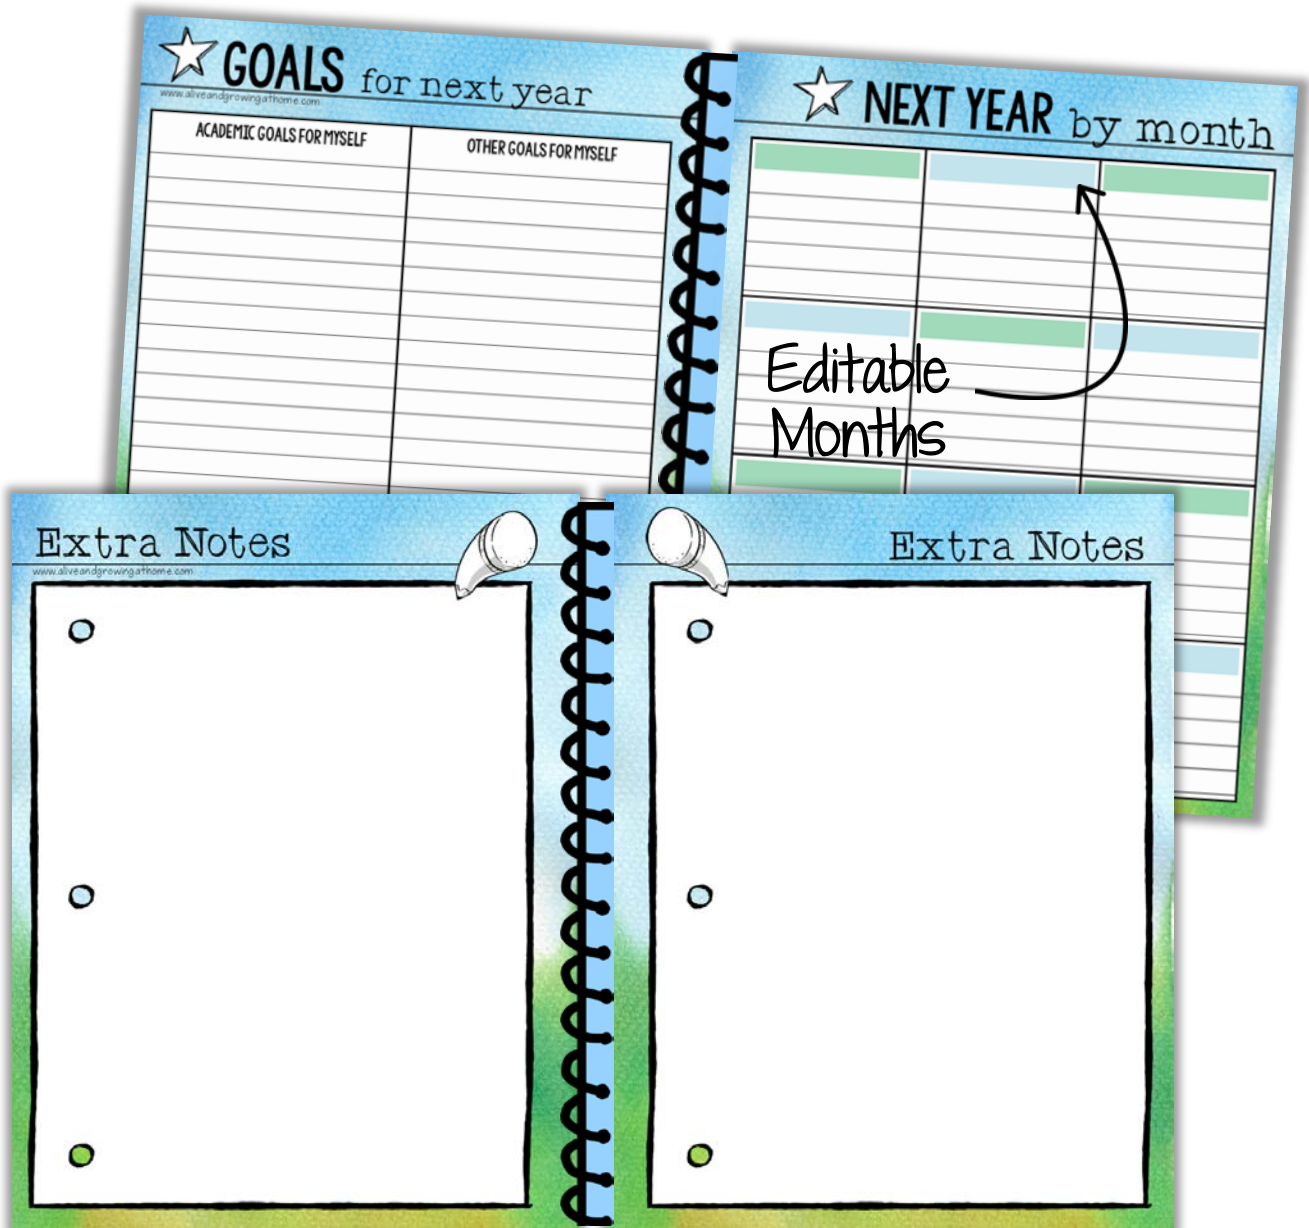 GOALS for next year
www.aliveandgrowingathome.com
ACADEMIC GOALS FOR MYSELF
OTHER GOALS FOR MYSELF
NEXT YEAR by month
Editable
Months
Extra Notes
www.aliveandgrowingathome.com
Extra Notes